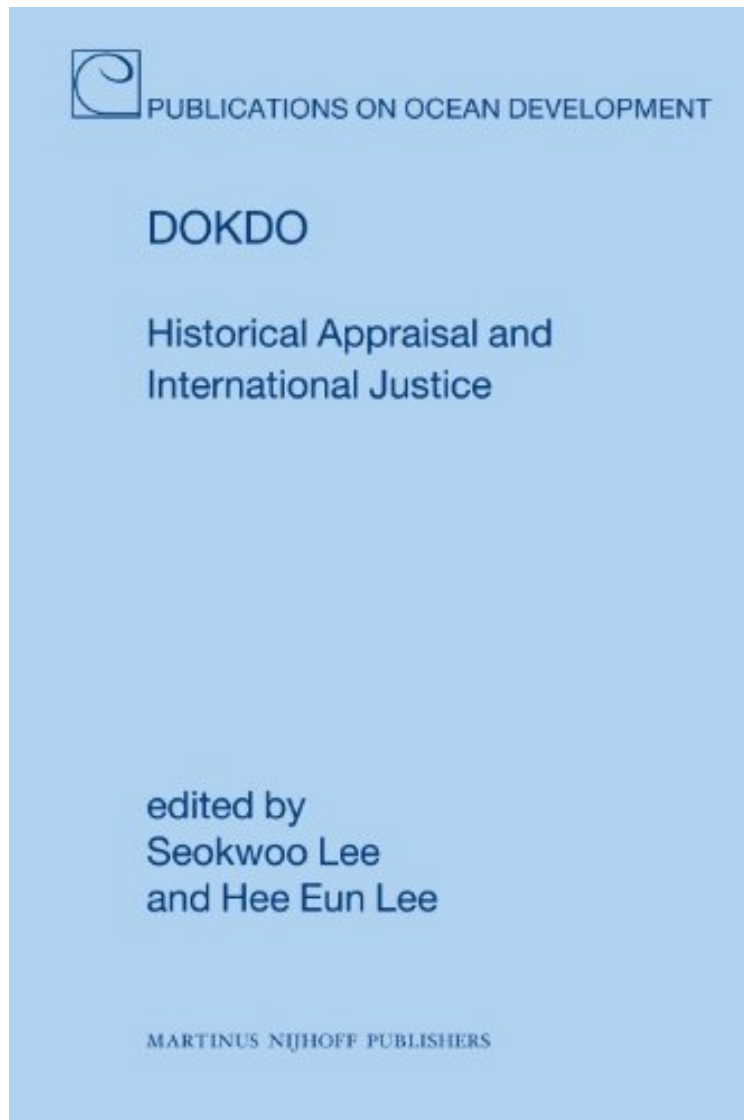 PUBLICATIONS ON OCEAN DEVELOPMENT
DOKDO
Historical Appraisal and
International Justice
edited by
Seokwoo Lee
and Hee Eun Lee
MARTINUS NIJHOFF PUBLISHERS